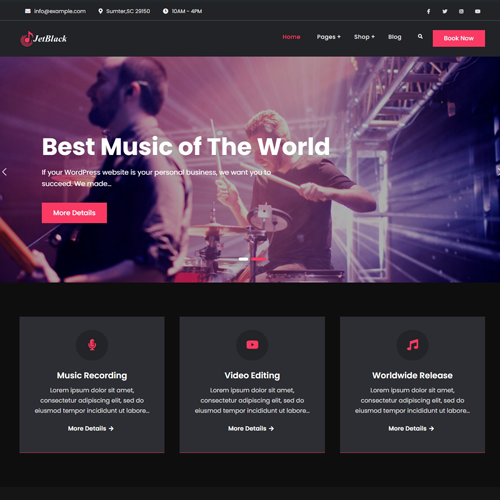 info@example.com Sumter,SC 29150 10AM - 4PM
JetBlack
Home Pages + Shop + Blog Book Now
Best Music of The World
If your WordPress website is your personal business, we want you to
succeed. We made...
More Details
Music Recording
Lorem ipsum dolor sit amet,
consectetur adipiscing elit, sed do
eiusmod tempor incididunt ut labore...
More Details
Video Editing
Lorem ipsum dolor sit amet,
consectetur adipiscing elit, sed do
eiusmod tempor incididunt ut labore...
More Details
Worldwide Release
Lorem ipsum dolor sit amet,
consectetur adipiscing elit, sed do
eiusmod tempor incididunt ut labore...
More Details